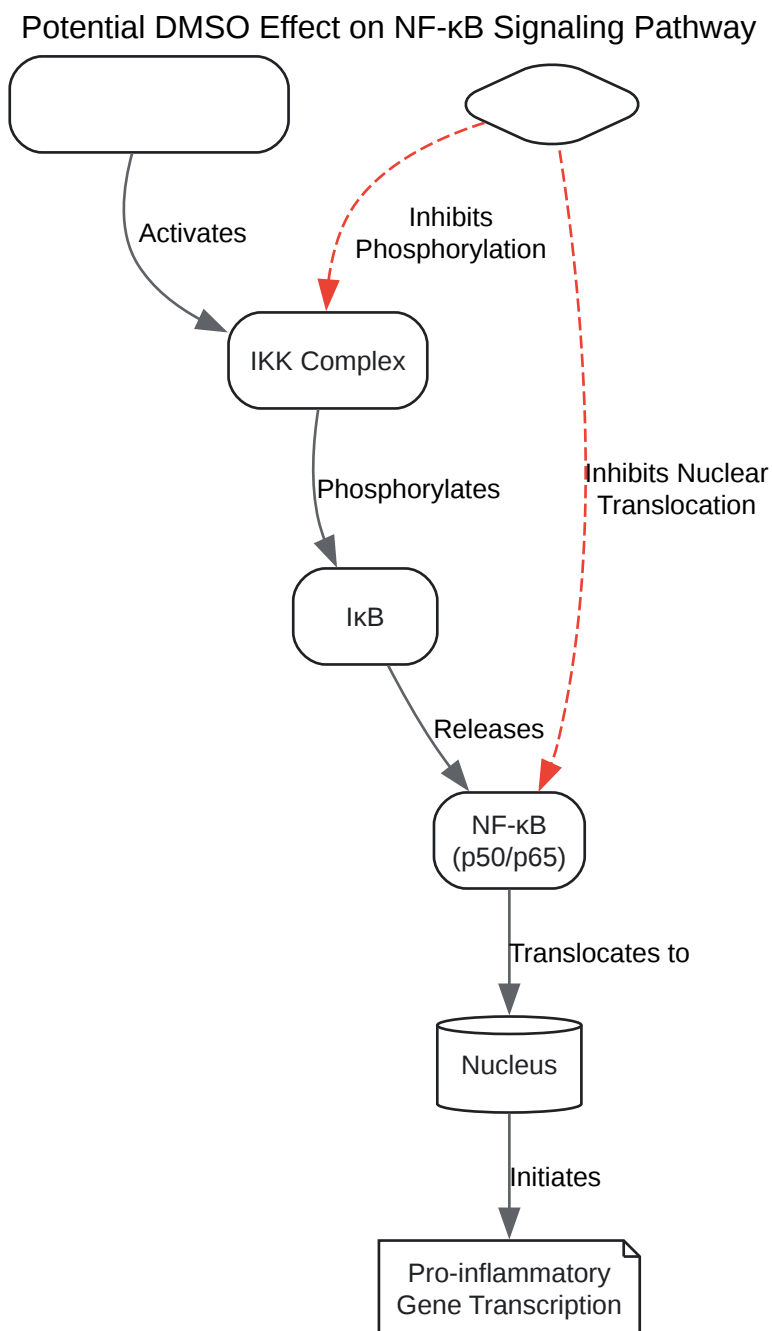 Potential DMSO Effect on NF-κB Signaling Pathway
Activates
Inhibits
Phosphorylation
IKK Complex
Phosphorylates
Inhibits Nuclear
Translocation
IκB
Releases
NF-κB
(p50/p65)
Translocates to
Nucleus
Initiates
Pro-inflammatory
Gene Transcription